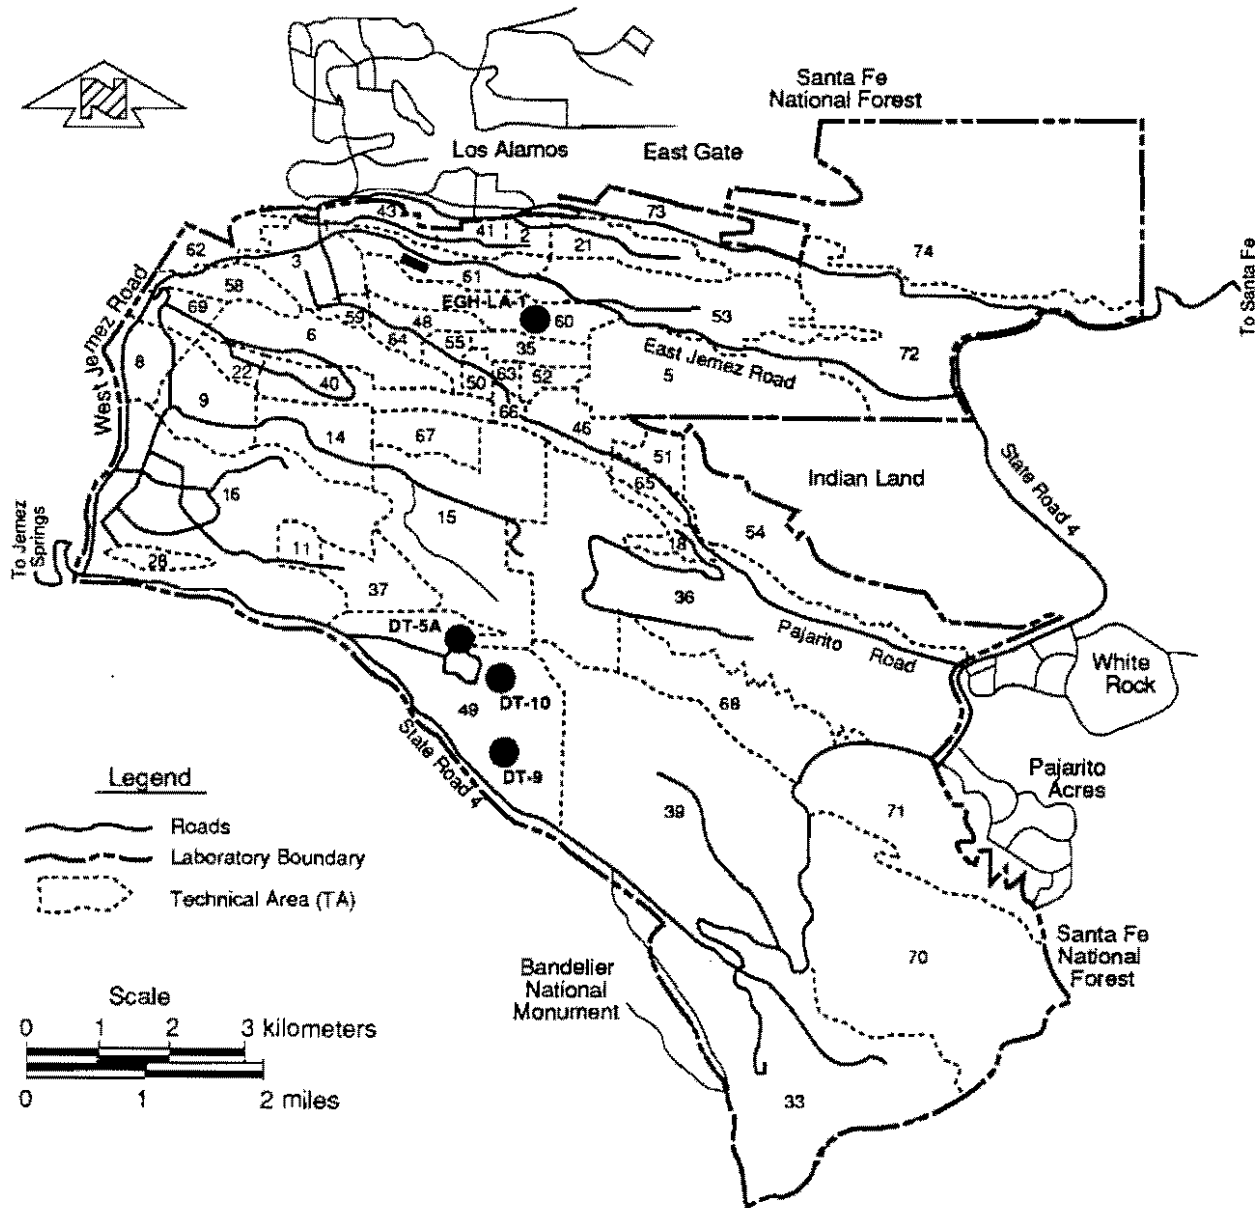 N
Santa Fe
National Forest
Los Alamos
East Gate
43
73
41
2
21
62
74
3
61
58
EGH-LA-1
To Santa Fe
69
59
48
60
53
6
64
55
35
East Jemez Road
72
West Jemez Road
8
22
40
50
63
52
5
9
66
46
14
67
51
Indian Land
State Road 4
65
16
15
54
To Jemez
Springs
11
18
28
37
36
DT-5A
Pajarito Road
White
Rock
DT-10
49
68
State Road 4
DT-9
Pajarito
Acres
Legend
39
71
Roads
Laboratory Boundary
Technical Area (TA)
Santa Fe
National
Forest
70
Bandelier
National
Monument
Scale
0 1 2 3 kilometers
0 1 2 miles
33